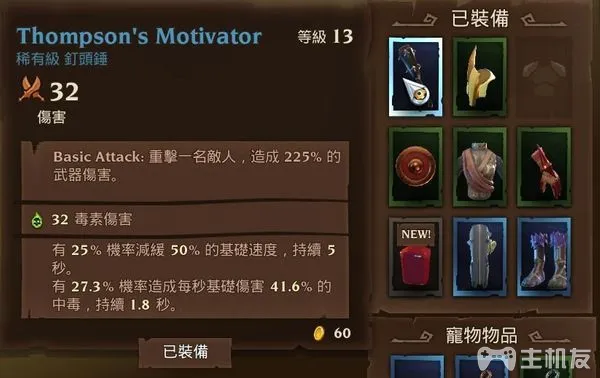 Thompson's Motivator
等級 13
稀有級 釘頭錘
32
傷害
Basic Attack: 重擊一名敵人，造成 225% 的
武器傷害。
32 毒素傷害
有 25% 機率減緩 50% 的基礎速度，持續 5
秒。
有 27.3% 機率造成每秒基礎傷害 41.6% 的
中毒，持續 1.8 秒。
60
已裝備
已裝備
NEW!
寵物物品
主机友